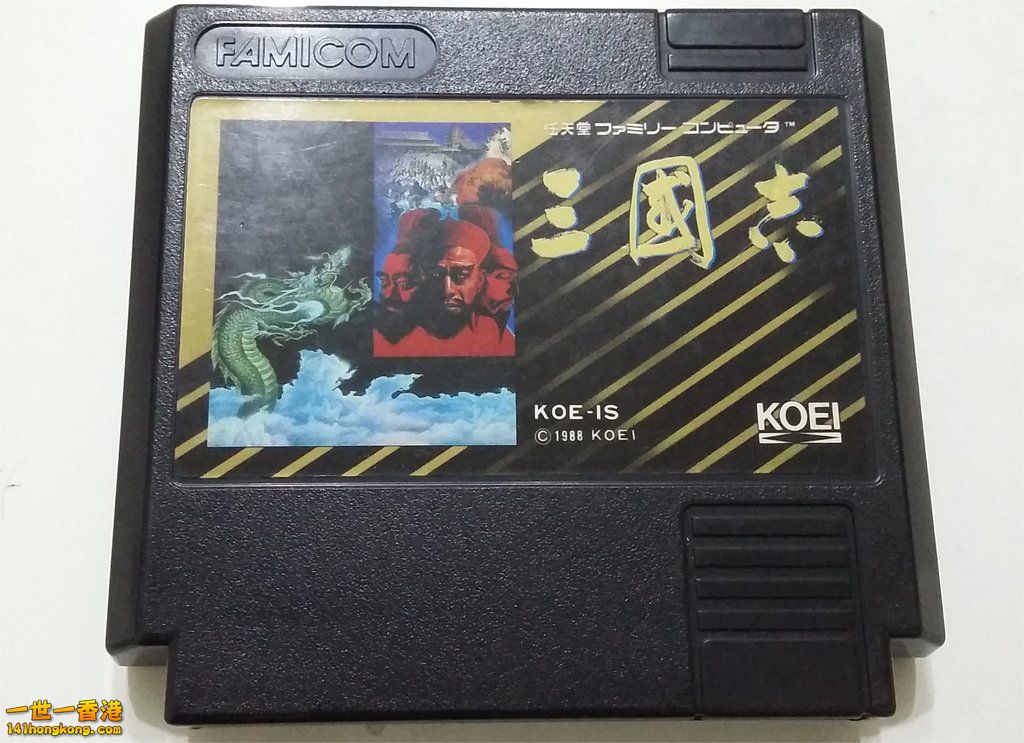 FAMICOM
任天堂 ファミリー コンピュータ™
三國志
KOE-IS
© 1988 KOEI
KOEI
一世一香港
141hongkong.com